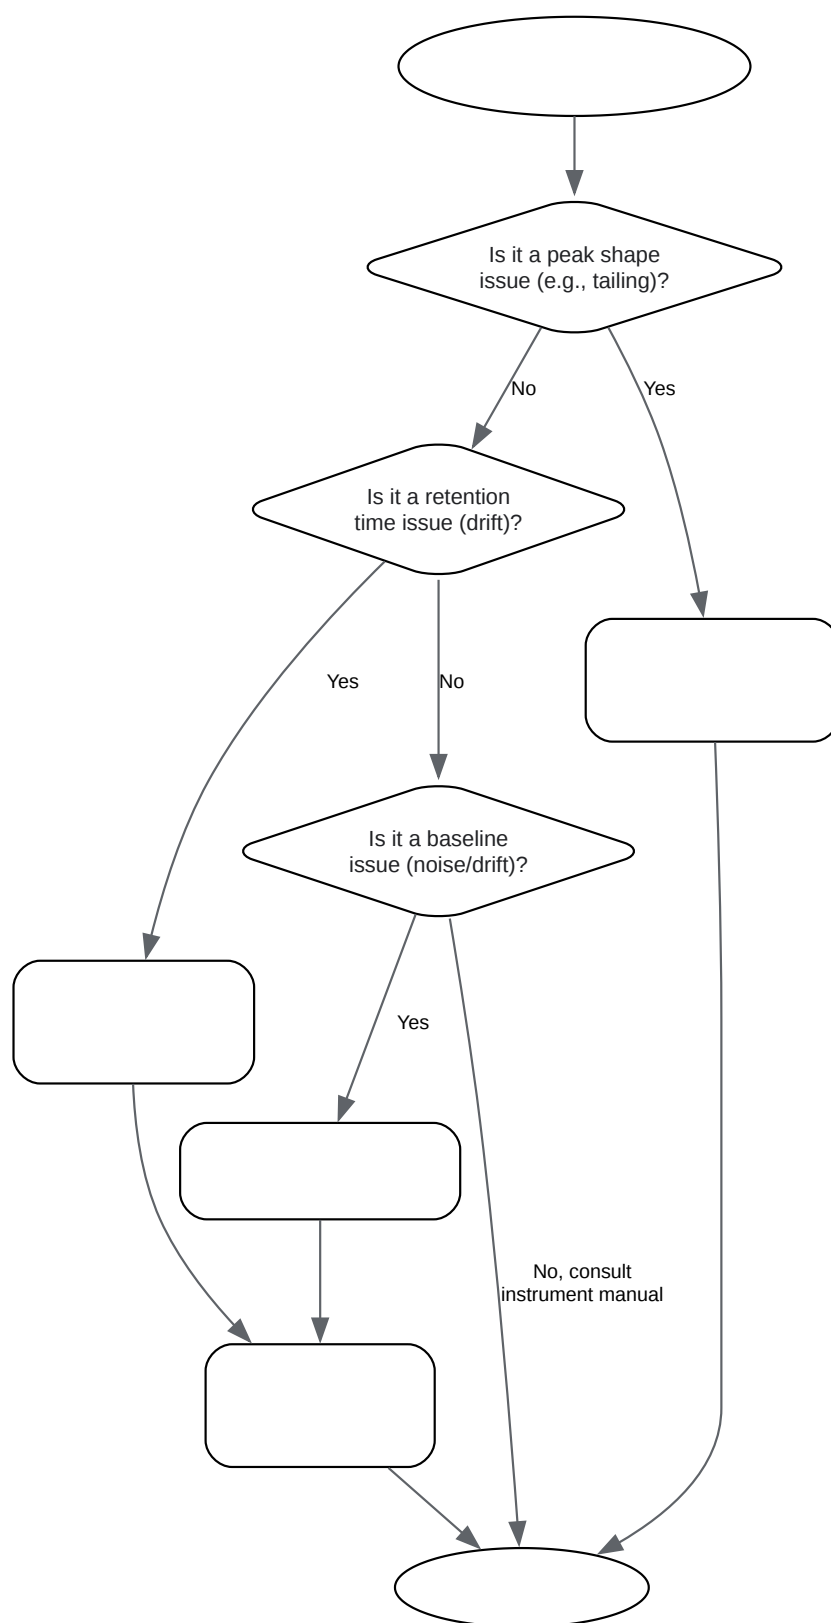 Is it a peak shape
issue (e.g., tailing)?
No
Yes
Is it a retention
time issue (drift)?
Yes
No
Is it a baseline
issue (noise/drift)?
Yes
No, consult
instrument manual